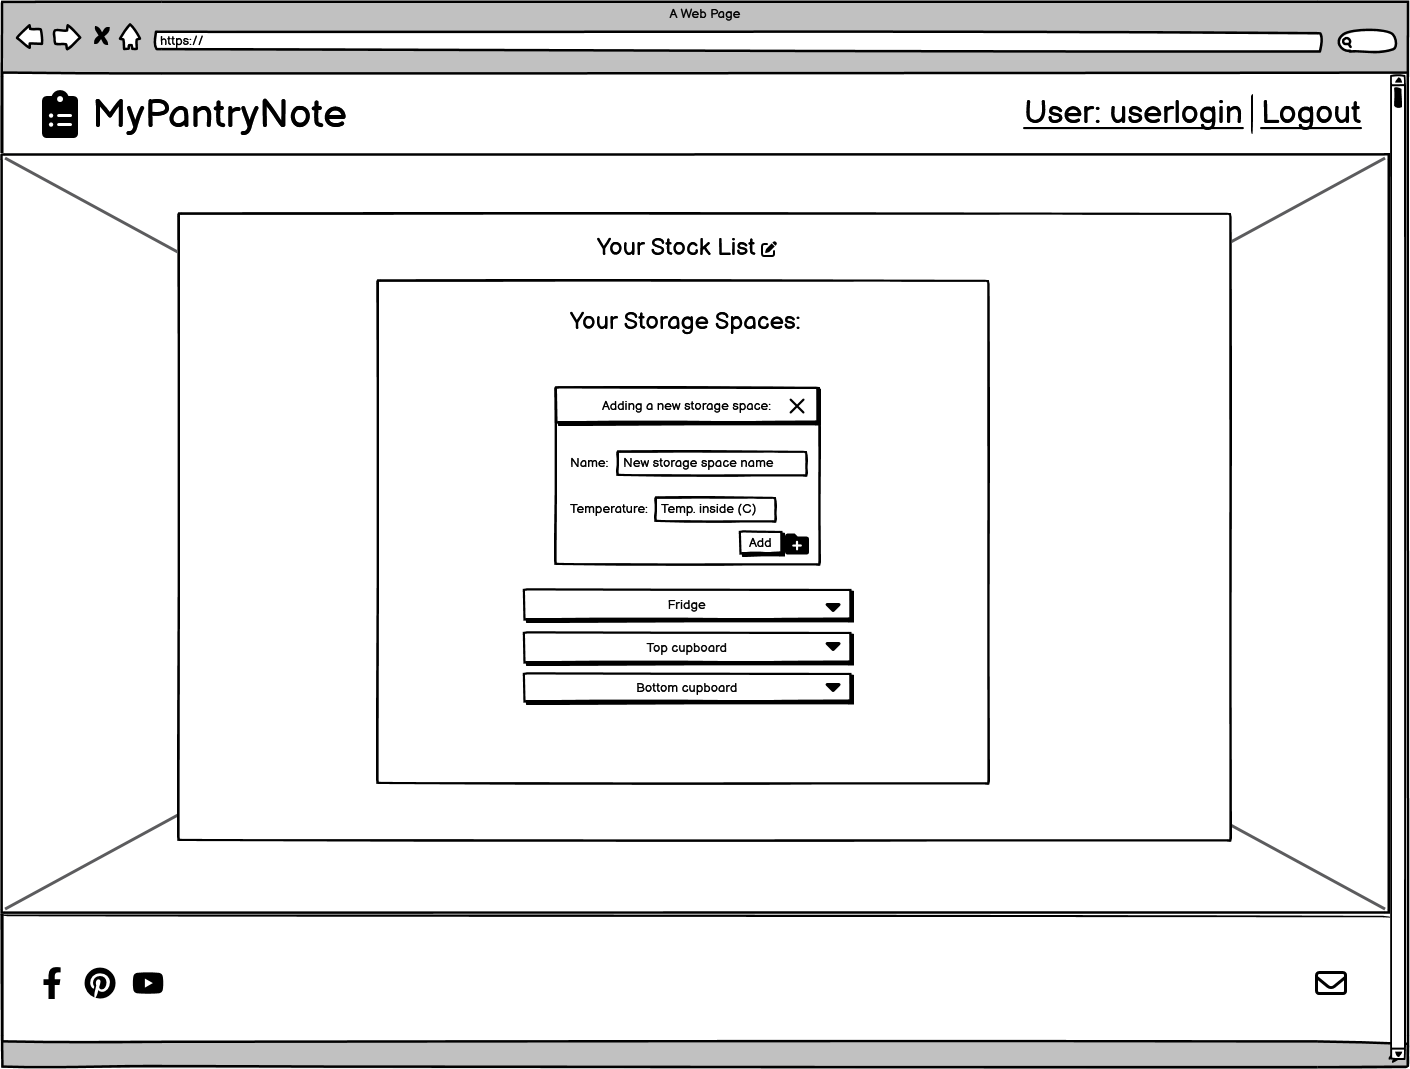 A Web Page
https://
MyPantryNote
User: userlogin
Logout
Your Stock List
Your Storage Spaces:
Adding a new storage space:
Name: New storage space name
Temperature: Temp. inside (C)
Add
Fridge
Top cupboard
Bottom cupboard